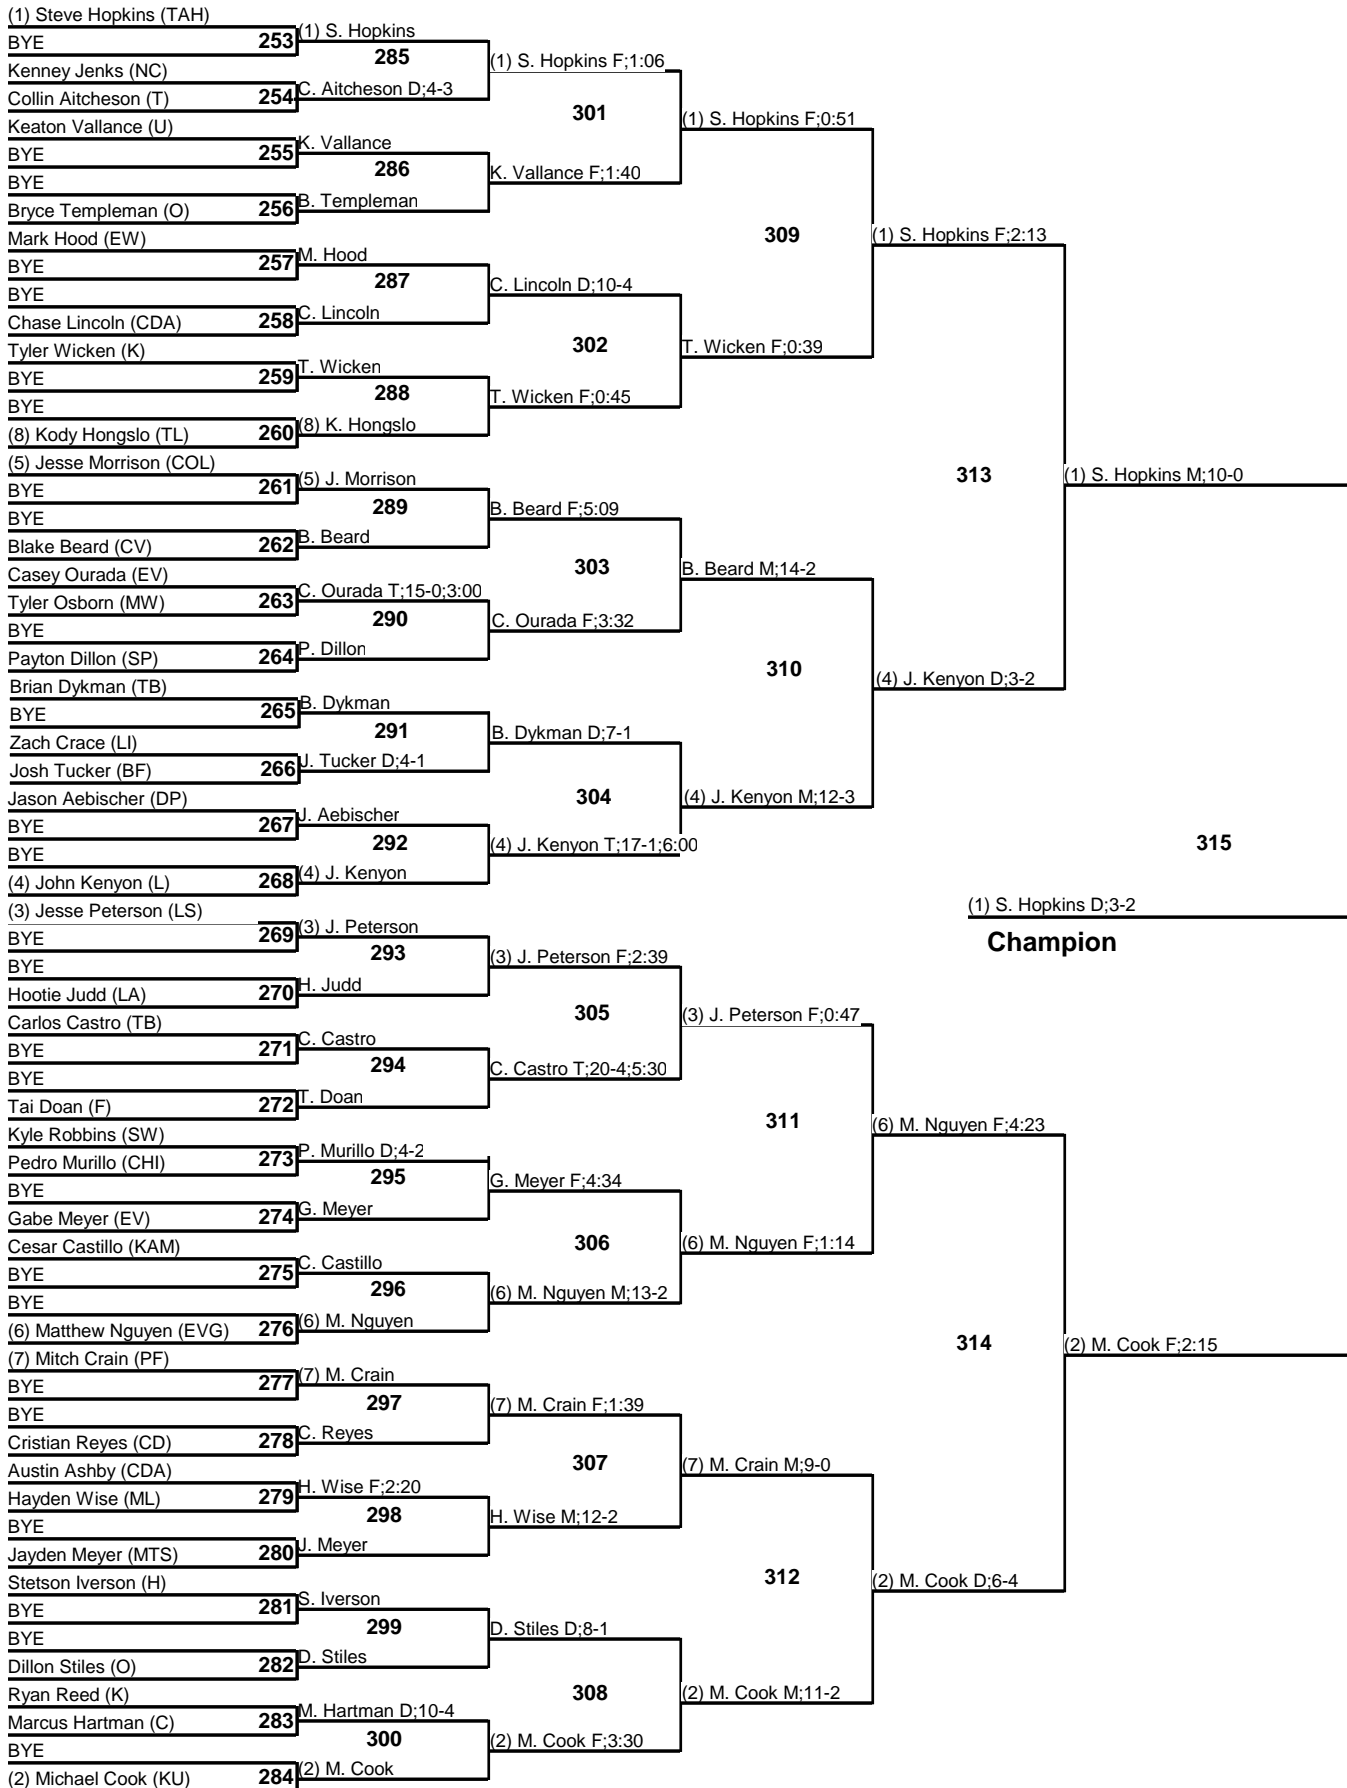 (1) Steve Hopkins (TAH)
BYE
253
Kenney Jenks (NC)
Collin Aitcheson (T)
254
Keaton Vallance (U)
BYE
255
BYE
Bryce Templeman (O)
256
Mark Hood (EW)
BYE
257
BYE
Chase Lincoln (CDA)
258
Tyler Wicken (K)
BYE
259
BYE
(8) Kody Hongslo (TL)
260
(5) Jesse Morrison (COL)
BYE
261
BYE
Blake Beard (CV)
262
Casey Ourada (EV)
Tyler Osborn (MW)
263
BYE
Payton Dillon (SP)
264
Brian Dykman (TB)
BYE
265
Zach Crace (LI)
Josh Tucker (BF)
266
Jason Aebischer (DP)
BYE
267
BYE
(4) John Kenyon (L)
268
(3) Jesse Peterson (LS)
BYE
269
BYE
Hootie Judd (LA)
270
Carlos Castro (TB)
BYE
271
BYE
Tai Doan (F)
272
Kyle Robbins (SW)
Pedro Murillo (CHI)
273
BYE
Gabe Meyer (EV)
274
Cesar Castillo (KAM)
BYE
275
BYE
(6) Matthew Nguyen (EVG)
276
(7) Mitch Crain (PF)
BYE
277
BYE
Cristian Reyes (CD)
278
Austin Ashby (CDA)
Hayden Wise (ML)
279
BYE
Jayden Meyer (MTS)
280
Stetson Iverson (H)
BYE
281
BYE
Dillon Stiles (O)
282
Ryan Reed (K)
Marcus Hartman (C)
283
BYE
(2) Michael Cook (KU)
284
(1) S. Hopkins
285
C. Aitcheson D;4-3
K. Vallance
286
B. Templeman
M. Hood
287
C. Lincoln
T. Wicken
288
(8) K. Hongslo
(5) J. Morrison
289
B. Beard
C. Ourada T;15-0;3:00
290
P. Dillon
B. Dykman
291
J. Tucker D;4-1
J. Aebischer
292
(4) J. Kenyon
(3) J. Peterson
293
H. Judd
C. Castro
294
T. Doan
P. Murillo D;4-2
295
G. Meyer
C. Castillo
296
(6) M. Nguyen
(7) M. Crain
297
C. Reyes
H. Wise F;2:20
298
J. Meyer
S. Iverson
299
D. Stiles
M. Hartman D;10-4
300
(2) M. Cook
(1) S. Hopkins F;1:06
301
K. Vallance F;1:40
C. Lincoln D;10-4
302
T. Wicken F;0:45
B. Beard F;5:09
303
C. Ourada F;3:32
B. Dykman D;7-1
304
(4) J. Kenyon T;17-1;6:00
(3) J. Peterson F;2:39
305
C. Castro T;20-4;5:30
G. Meyer F;4:34
306
(6) M. Nguyen M;13-2
(7) M. Crain F;1:39
307
H. Wise M;12-2
D. Stiles D;8-1
308
(2) M. Cook F;3:30
(1) S. Hopkins F;0:51
309
T. Wicken F;0:39
B. Beard M;14-2
310
(4) J. Kenyon M;12-3
(3) J. Peterson F;0:47
311
(6) M. Nguyen F;1:14
(7) M. Crain M;9-0
312
(2) M. Cook M;11-2
(1) S. Hopkins F;2:13
313
(4) J. Kenyon D;3-2
(6) M. Nguyen F;4:23
314
(2) M. Cook D;6-4
(1) S. Hopkins M;10-0
315
(2) M. Cook F;2:15
(1) S. Hopkins D;3-2
Champion